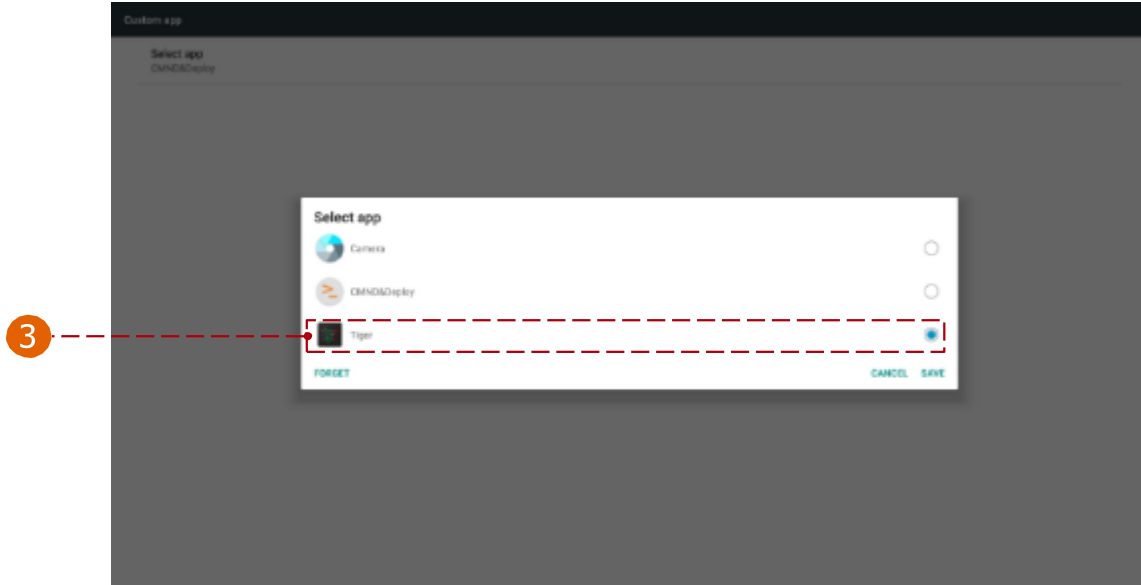 Custom app
Select app
CMND&Deploy
Select app
Camera
CMND&Deploy
3
Tiger
FORGET
CANCEL SAVE